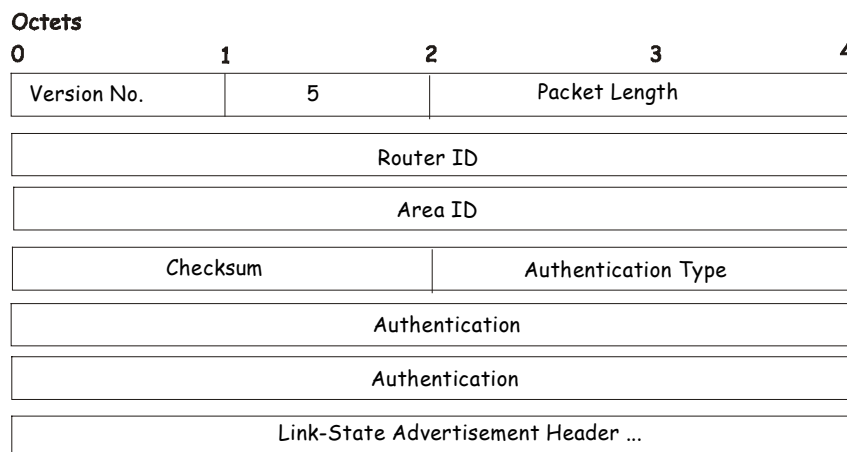 Octets
0 1 2 3 4
Version No. 5 Packet Length
Router ID
Area ID
Checksum Authentication Type
Authentication
Authentication
Link-State Advertisement Header ...